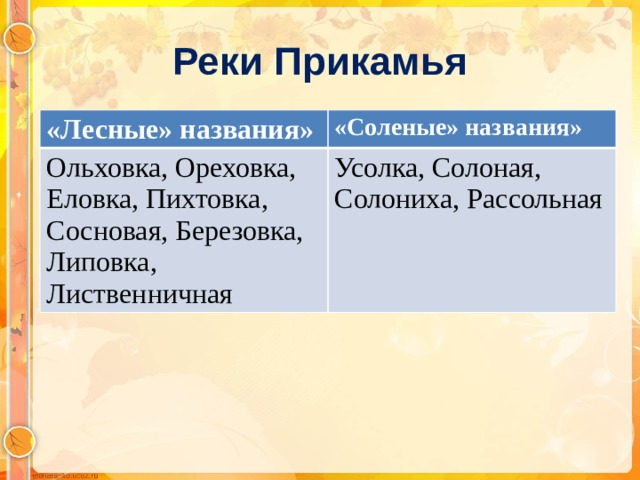 Реки Прикамья
«Лесные» названия»
«Соленые» названия»
Ольховка, Ореховка,
Еловка, Пихтовка,
Сосновая, Березовка,
Липовка,
Лиственничная
Усолка, Солоная,
Солониха, Рассольная